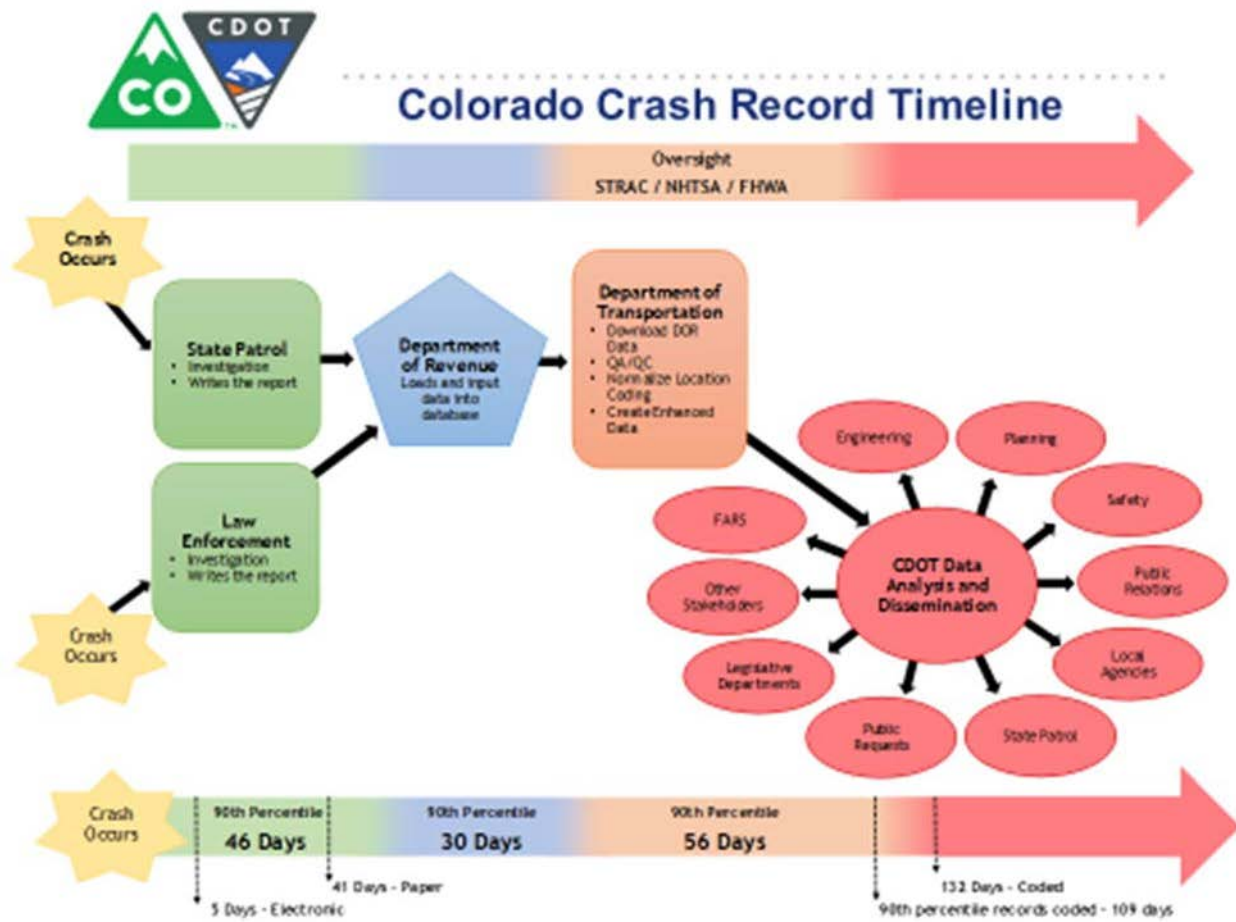 CDOT
CO
TM
Colorado Crash Record Timeline
Oversight
STRAC / NHTSA / FHWA
Crash
Occurs
State Patrol
• Investigation
• Writes the report
Department
of Revenue
Loads and input
data into
database
Department of
Transportation
• Download DOR
Data
• QA/QC
• Normalize Location
Coding
• Create Enhanced
Data
Law
Enforcement
• Investigation
• Writes the report
Crash
Occurs
Engineering
Planning
Safety
Public
Relations
Local
Agencies
State Patrol
Public
Requests
Legislative
Departments
Other
Stakeholders
FARS
CDOT Data
Analysis and
Dissemination
Crash
Occurs
90th Percentile
46 Days
90th Percentile
30 Days
90th Percentile
56 Days
41 Days - Paper
5 Days - Electronic
132 Days - Coded
90th percentile records coded - 109 days